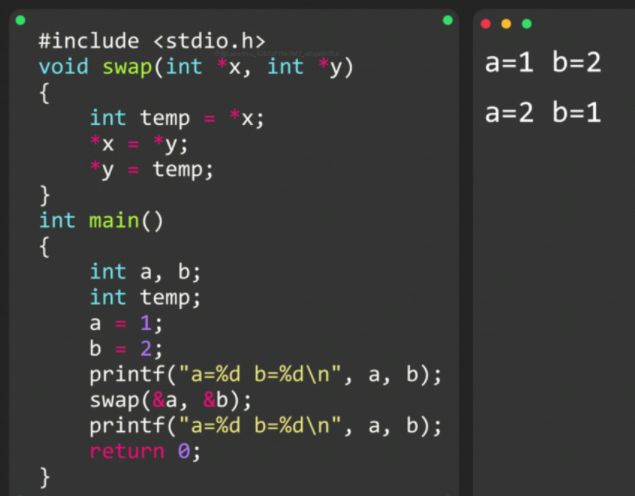 #include <stdio.h>
void swap(int *x, int *y)
{
    int temp = *x;
    *x = *y;
    *y = temp;
}
int main()
{
    int a, b;
    int temp;
    a = 1;
    b = 2;
    printf("a=%d b=%d\n", a, b);
    swap(&a, &b);
    printf("a=%d b=%d\n", a, b);
    return 0;
}
a=1 b=2
a=2 b=1